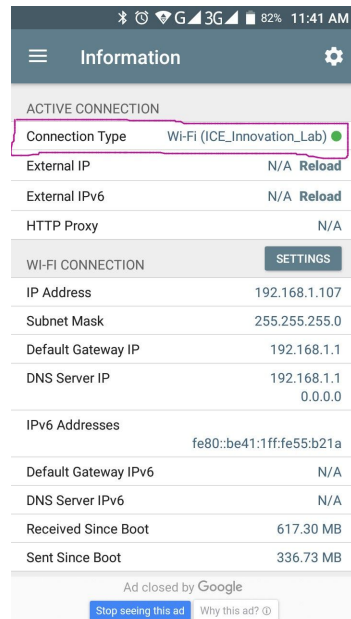 G 3G 82% 11:41 AM
Information
ACTIVE CONNECTION
Connection Type Wi-Fi (ICE_Innovation_Lab)
External IP N/A Reload
External IPv6 N/A Reload
HTTP Proxy N/A
WI-FI CONNECTION SETTINGS
IP Address 192.168.1.107
Subnet Mask 255.255.255.0
Default Gateway IP 192.168.1.1
DNS Server IP 192.168.1.1
0.0.0.0
IPv6 Addresses
fe80::be41:1ff:fe55:b21a
Default Gateway IPv6 N/A
DNS Server IPv6 N/A
Received Since Boot 617.30 MB
Sent Since Boot 336.73 MB
Ad closed by Google
Stop seeing this ad Why this ad?